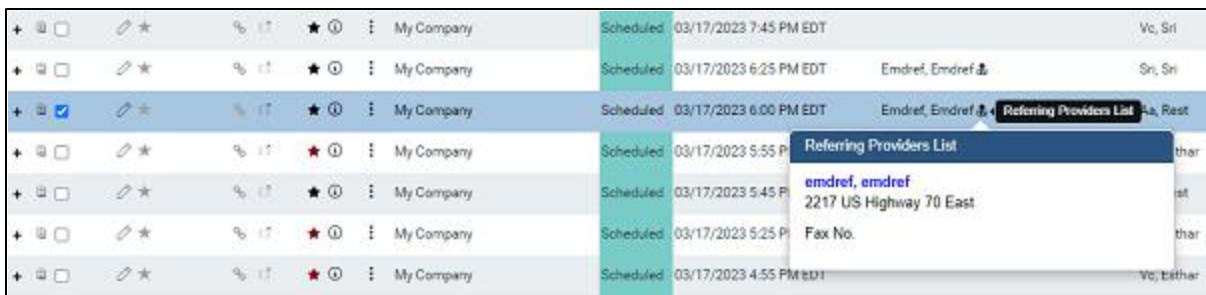 My Company Scheduled 03/17/2023 7:45 PM EDT Vc, Sri
My Company Scheduled 03/17/2023 6:25 PM EDT Emdref, Emdref Sri, Sri
My Company Scheduled 03/17/2023 6:00 PM EDT Emdref, Emdref Referring Providers List Aa, Rest
My Company Scheduled 03/17/2023 5:55 P Referring Providers List thar
My Company Scheduled 03/17/2023 5:45 P emdref, emdref
2217 US Highway 70 East
My Company Scheduled 03/17/2023 5:25 P Fax No. thar
My Company Scheduled 03/17/2023 4:55 PM EDT Vc, Esthar